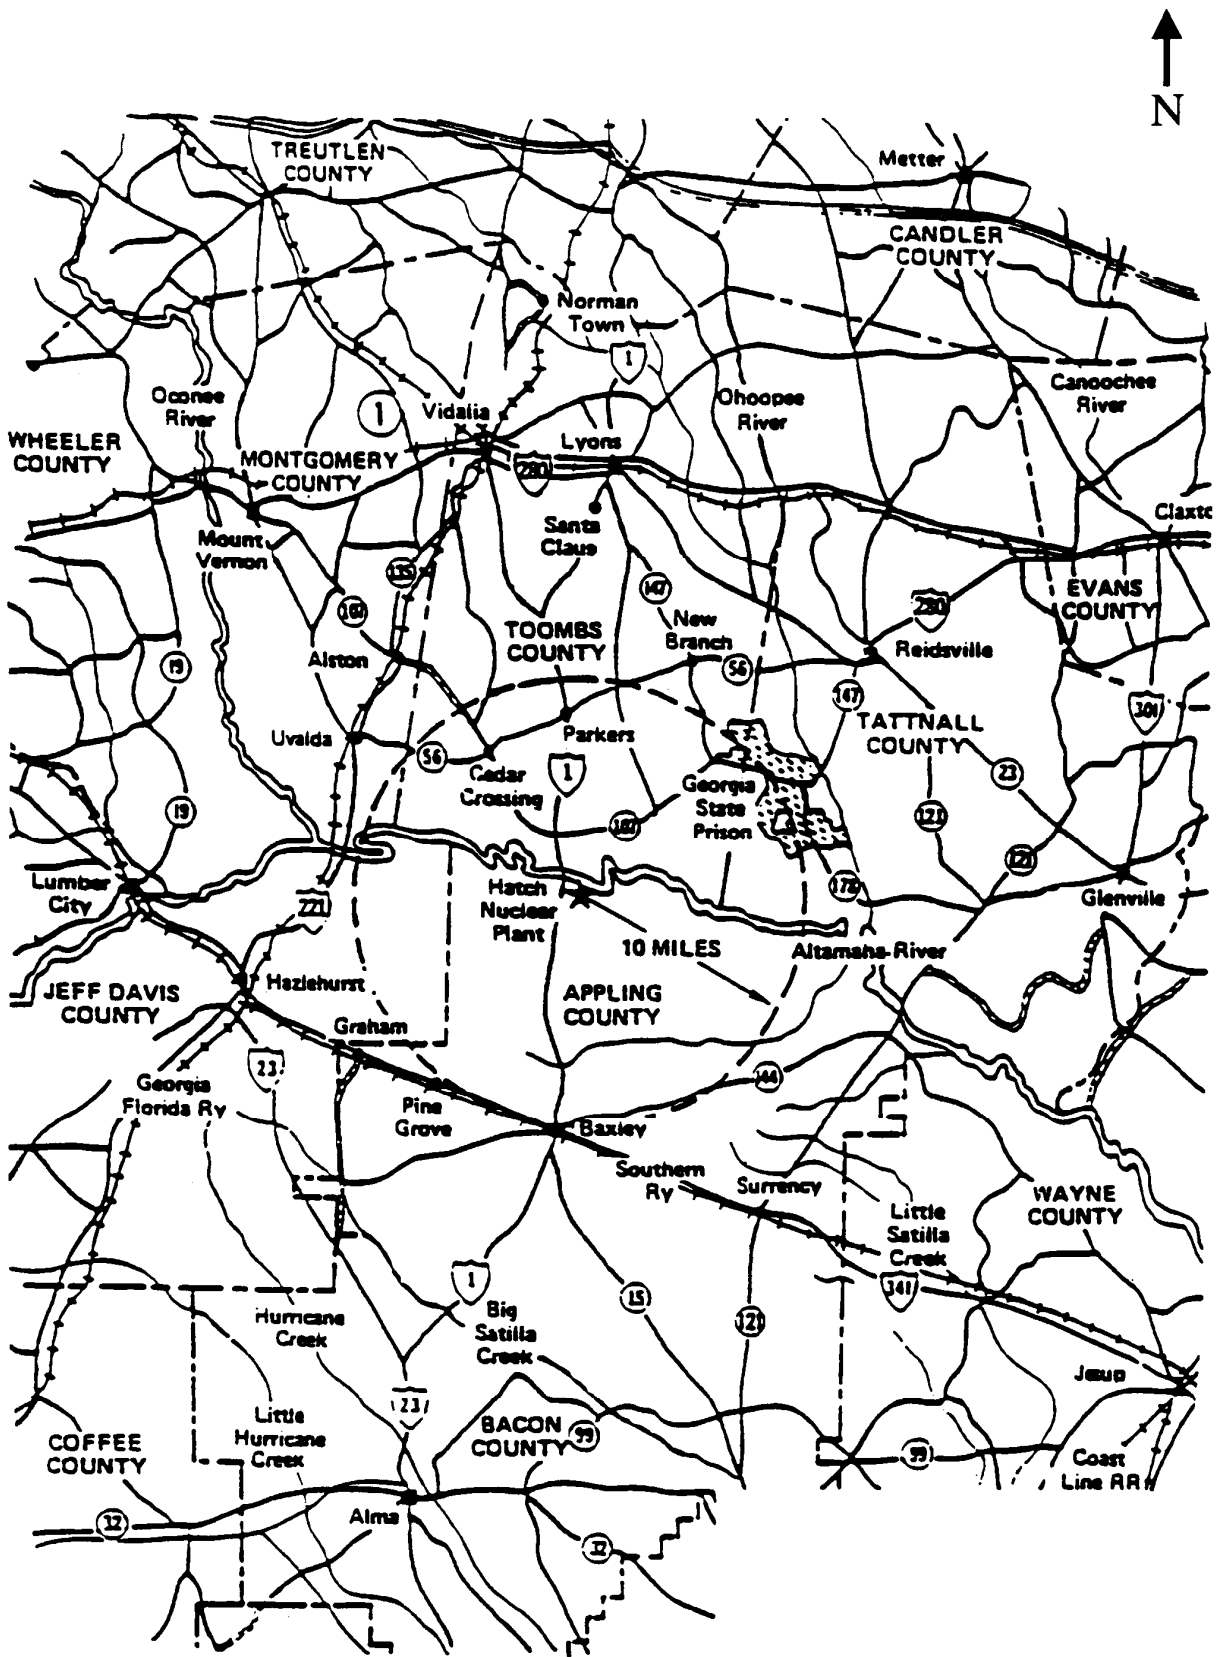 N
Metter
TREUTLEN
COUNTY
CANDLER
COUNTY
Norman
Town
1
Oconee
River
1
Vidalia
Ohoopee
River
Canoochee
River
WHEELER
COUNTY
MONTGOMERY
COUNTY
Lyons
280
Mount
Vernon
Santa
Claus
Claxto
135
147
280
EVANS
COUNTY
107
TOOMBS
COUNTY
New
Branch
Alston
Reidsville
19
56
147
301
Uvalda
Parkers
TATTNALL
COUNTY
56
Cedar
Crossing
1
Georgia
State
Prison
23
19
107
121
121
Lumber
City
221
Hatch
Nuclear
Plant
178
Glenville
10 MILES
Altamaha River
Hazlehurst
JEFF DAVIS
COUNTY
APPLING
COUNTY
Graham
23
Georgia
Florida Ry
144
Pine
Grove
Baxley
Southern
Ry
Surrency
WAYNE
COUNTY
Little
Satilla
Creek
1
15
341
Hurricane
Creek
Big
Satilla
Creek
121
Jesup
23
Little
Hurricane
Creek
BACON
COUNTY
99
COFFEE
COUNTY
99
Coast
Line RR
32
Alma
32